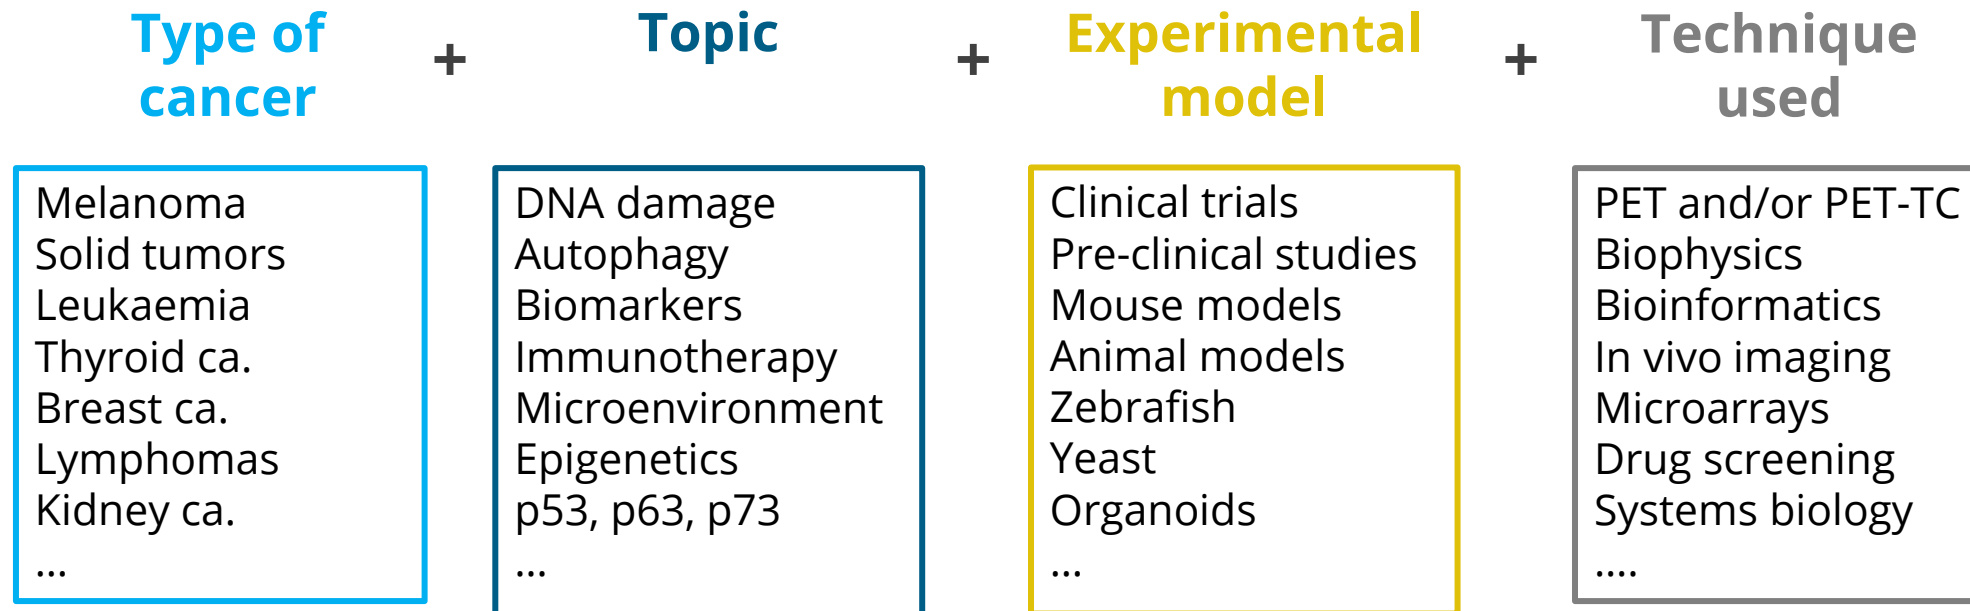 Type of
cancer
+
Topic
+
Experimental
model
+
Technique
used
Melanoma
Solid tumors
Leukaemia
Thyroid ca.
Breast ca.
Lymphomas
Kidney ca.
...
DNA damage
Autophagy
Biomarkers
Immunotherapy
Microenvironment
Epigenetics
p53, p63, p73
...
Clinical trials
Pre-clinical studies
Mouse models
Animal models
Zebrafish
Yeast
Organoids
...
PET and/or PET-TC
Biophysics
Bioinformatics
In vivo imaging
Microarrays
Drug screening
Systems biology
....